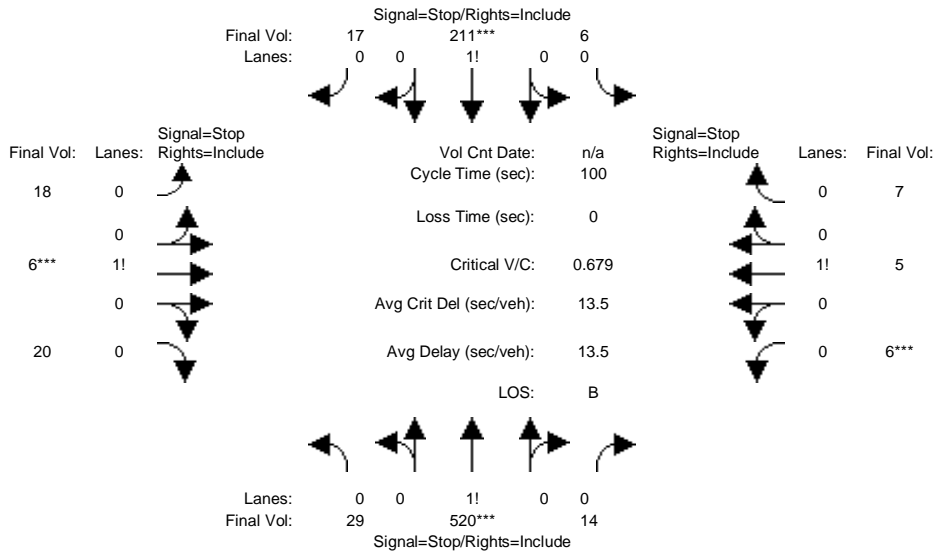 Signal=Stop/Rights=Include
Final Vol: 17 211*** 6
Lanes: 0 0 1! 0 0
Signal=Stop Signal=Stop
Final Vol: Lanes: Rights=Include Vol Cnt Date: n/a Rights=Include Lanes: Final Vol:
Cycle Time (sec): 100
18 0 0 7
Loss Time (sec): 0
0 0
6*** 1! Critical V/C: 0.679 1! 5
0 Avg Crit Del (sec/veh): 13.5 0
20 0 Avg Delay (sec/veh): 13.5 0 6***
LOS: B
Lanes: 0 0 1! 0 0
Final Vol: 29 520*** 14
Signal=Stop/Rights=Include